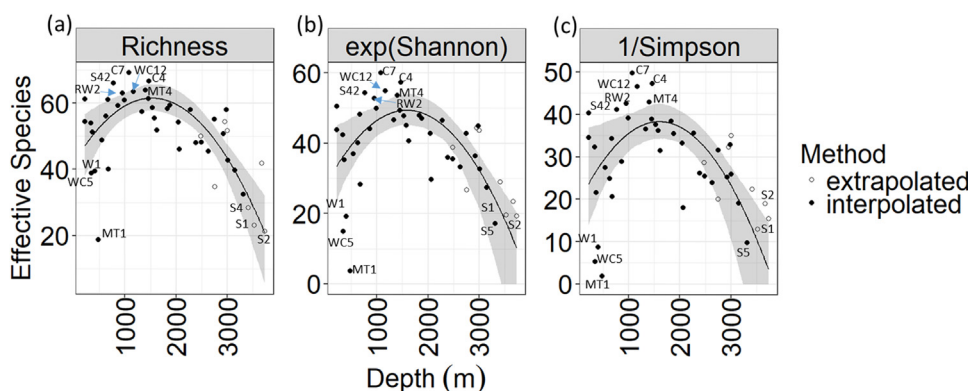 (a)
Richness
Effective Species
60
40
20
C7
WC12
S42
C4
RW2
MT4
W1
WC5
MT1
S4
S1
S2
1000
2000
3000
(b)
exp(Shannon)
60
40
20
0
C7
WC12
C4
S42
MT4
RW2
W1
WC5
MT1
S1
S2
S5
1000
2000
3000
(c)
1/Simpson
50
40
30
20
10
0
C7
WC12
C4
S42
RW2
MT4
W1
WC5
MT1
S2
S1
S5
1000
2000
3000
Depth (m)
Method
extrapolated
interpolated